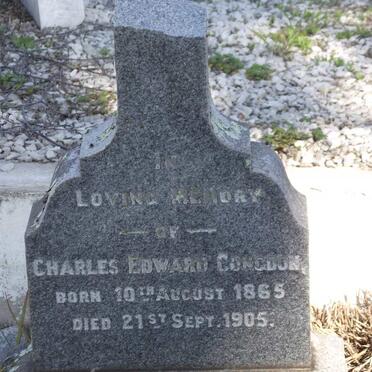 IN
LOVING MEMORY
— OF —
CHARLES EDWARD CONGDON,
BORN 10TH AUGUST 1865
DIED 21ST SEPT. 1905.